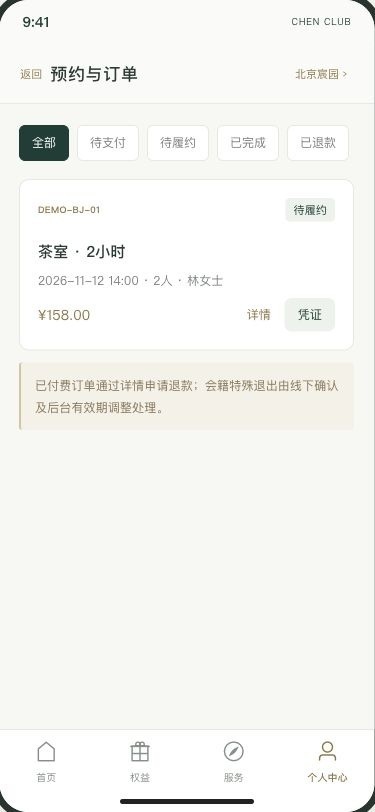 9:41 CHEN CLUB
返回 预约与订单 北京宸园 ›
全部 待支付 待履约 已完成 已退款
DEMO-BJ-01 待履约
茶室 · 2小时
2026-11-12 14:00 · 2人 · 林女士
¥158.00 详情 凭证
已付费订单通过详情申请退款；会籍特殊退出由线下确认
及后台有效期调整处理。
首页 权益 服务 个人中心